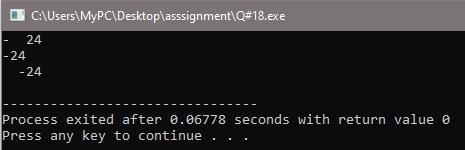 C:\Users\MyPC\Desktop\asssignment\Q#18.exe
-  24
-24
  -24
--------------------------------
Process exited after 0.06778 seconds with return value 0
Press any key to continue . . .